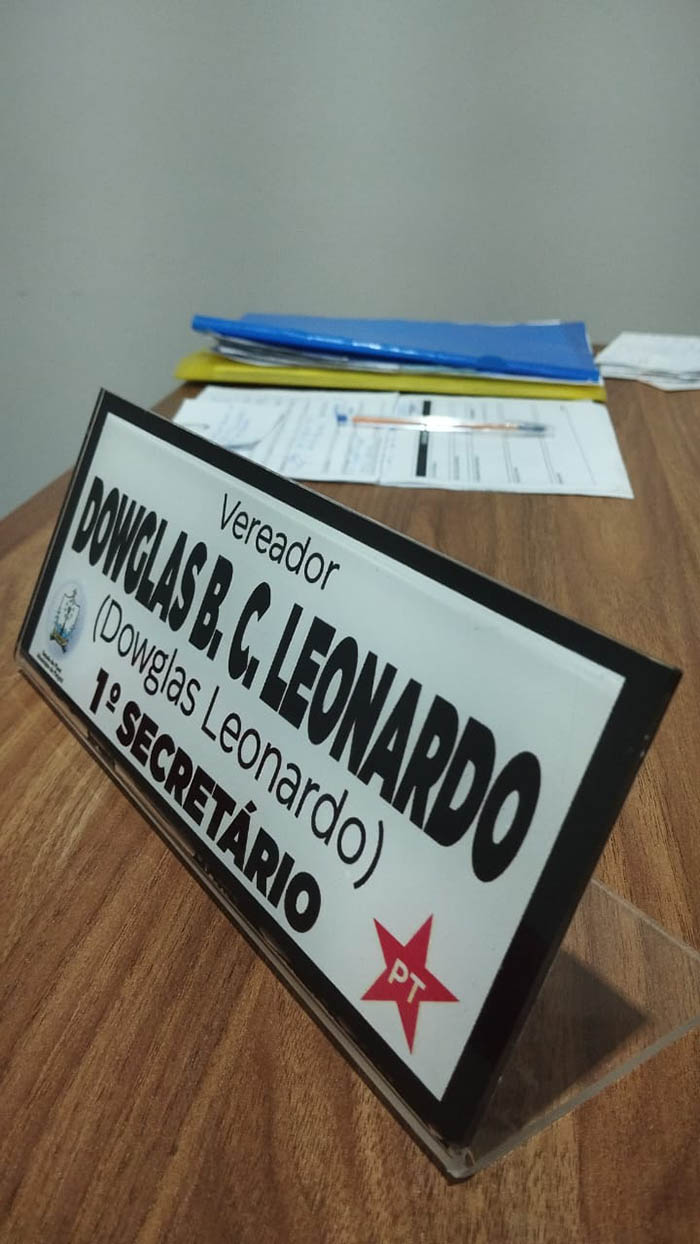 Vereador
DOWGLAS B. C. LEONARDO
(Dowglas Leonardo)
1º SECRETÁRIO
PT